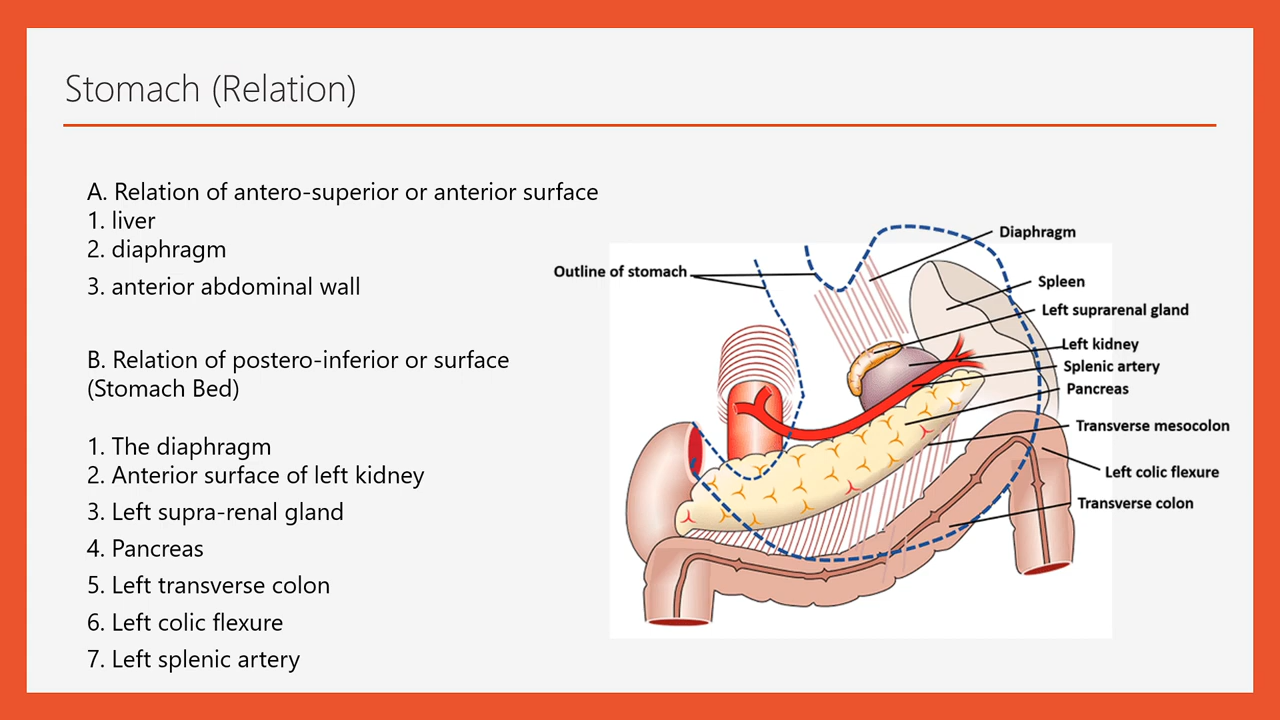 Stomach (Relation)
A. Relation of antero-superior or anterior surface
1. liver
2. diaphragm
3. anterior abdominal wall
B. Relation of postero-inferior or surface
(Stomach Bed)
1. The diaphragm
2. Anterior surface of left kidney
3. Left supra-renal gland
4. Pancreas
5. Left transverse colon
6. Left colic flexure
7. Left splenic artery
Outline of stomach
Diaphragm
Spleen
Left suprarenal gland
Left kidney
Splenic artery
Pancreas
Transverse mesocolon
Left colic flexure
Transverse colon